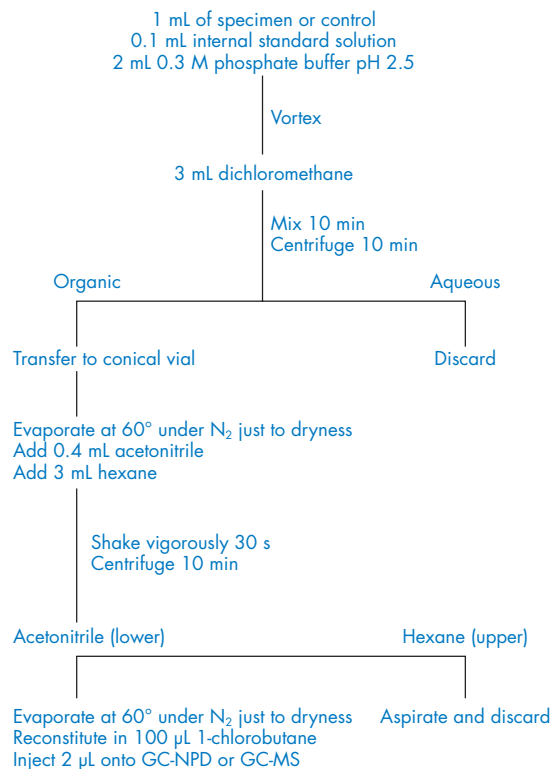 1 mL of specimen or control
0.1 mL internal standard solution
2 mL 0.3 M phosphate buffer pH 2.5
Vortex
3 mL dichloromethane
Mix 10 min
Centrifuge 10 min
Organic
Aqueous
Transfer to conical vial
Discard
Evaporate at 60° under N₂ just to dryness
Add 0.4 mL acetonitrile
Add 3 mL hexane
Shake vigorously 30 s
Centrifuge 10 min
Acetonitrile (lower)
Hexane (upper)
Evaporate at 60° under N₂ just to dryness
Reconstitute in 100 µL 1-chlorobutane
Inject 2 µL onto GC-NPD or GC-MS
Aspirate and discard